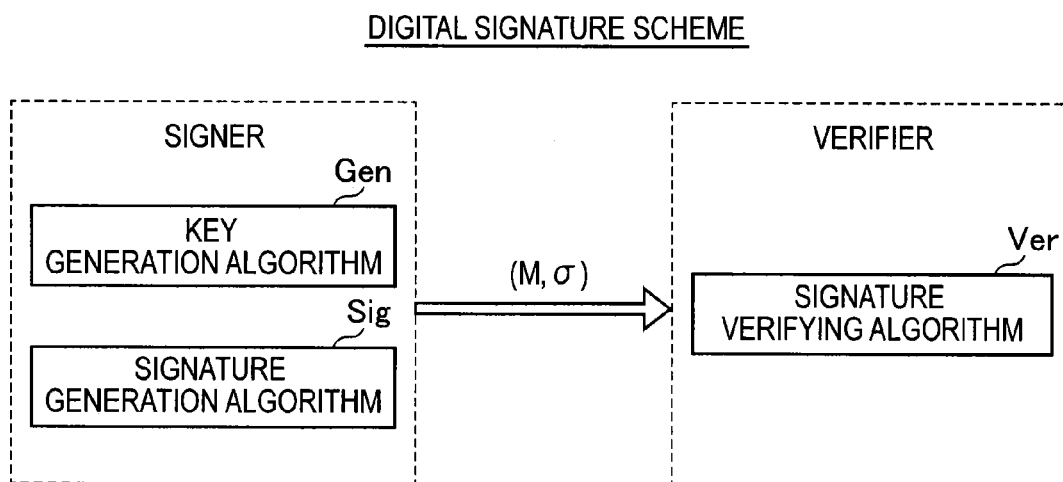 DIGITAL SIGNATURE SCHEME
SIGNER
Gen
KEY
GENERATION ALGORITHM
Sig
SIGNATURE
GENERATION ALGORITHM
(M, σ)
VERIFIER
Ver
SIGNATURE
VERIFYING ALGORITHM